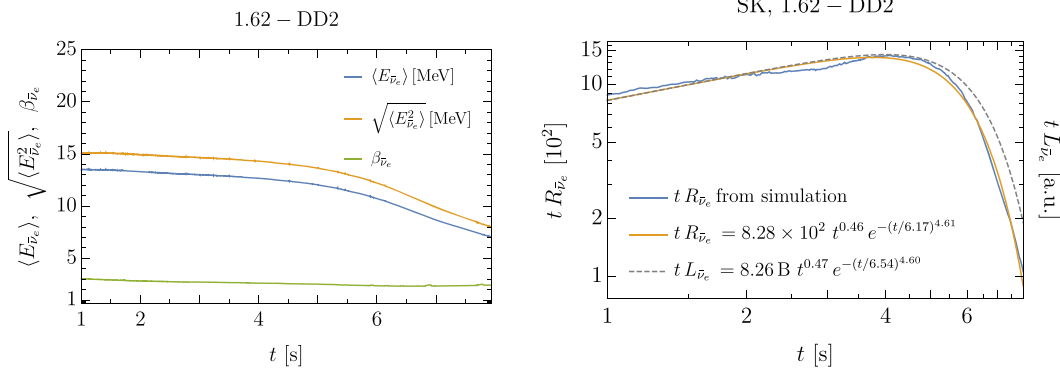 1.62 − DD2
⟨E_ν̄ₑ⟩, √⟨E²_ν̄ₑ⟩, β_ν̄ₑ
25
20
15
10
5
1
⟨E_ν̄ₑ⟩ [MeV]
√⟨E²_ν̄ₑ⟩ [MeV]
β_ν̄ₑ
1 2 4 6
t [s]
SK, 1.62 − DD2
t R_ν̄ₑ [10²]
15
10
5
2
1
t R_ν̄ₑ from simulation
t R_ν̄ₑ = 8.28 × 10² t^0.46 e^−(t/6.17)^4.61
t L_ν̄ₑ = 8.26 B t^0.47 e^−(t/6.54)^4.60
t L_ν̄ₑ [a.u.]
1 2 4 6
t [s]